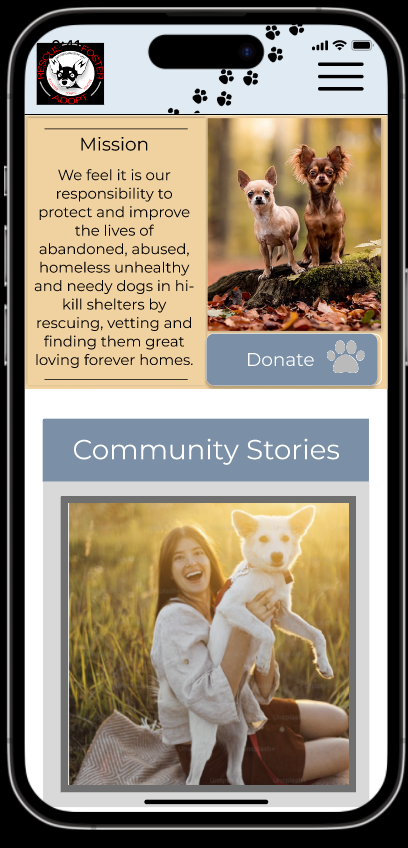 9:41
RESCUE FOSTER
ADOPT
Mission
We feel it is our
responsibility to
protect and improve
the lives of
abandoned, abused,
homeless unhealthy
and needy dogs in hi-
kill shelters by
rescuing, vetting and
finding them great
loving forever homes.
Donate
Community Stories